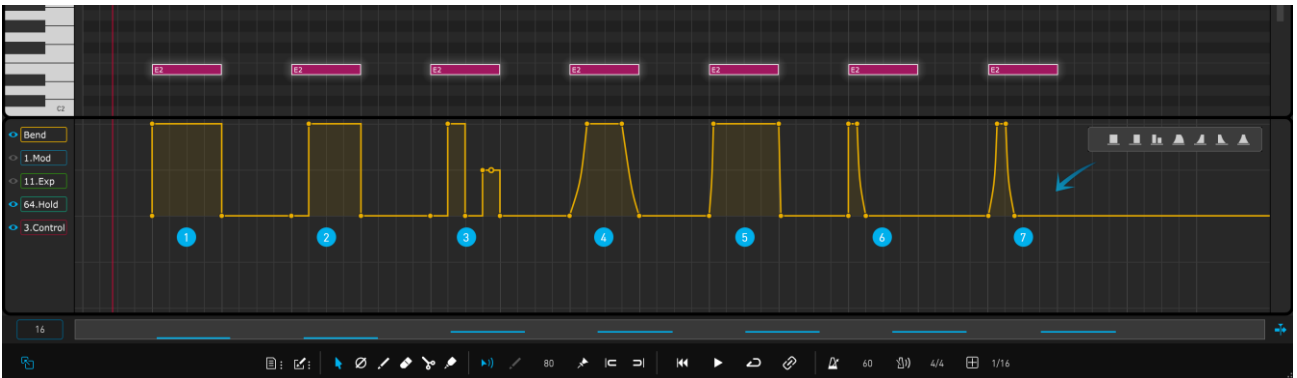 E2 E2 E2 E2 E2 E2 E2
C2
Bend
1.Mod
11.Exp
64.Hold
3.Control
1 2 3 4 5 6 7
16
80 60 4/4 1/16